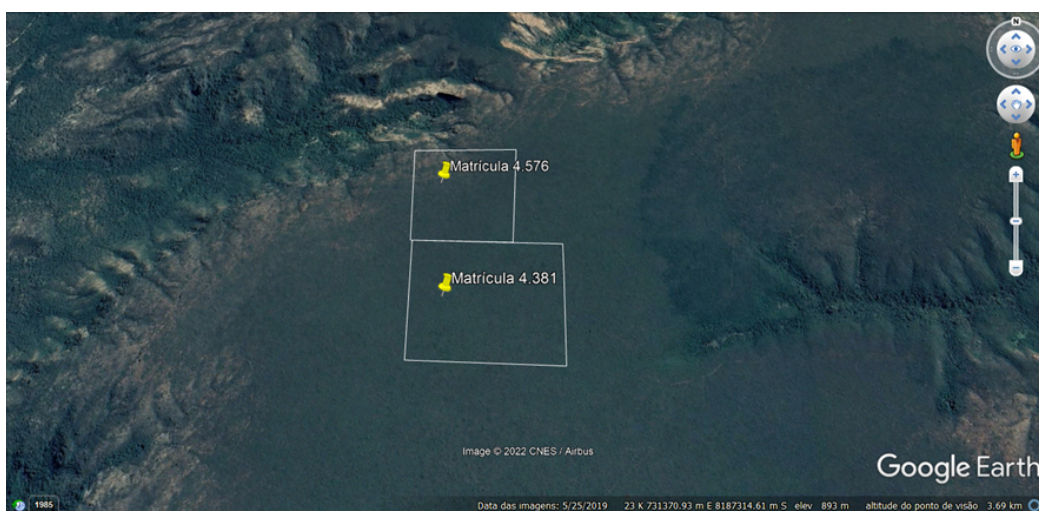 N
Matrícula 4.576
Matrícula 4.381
Image © 2022 CNES / Airbus
Google Earth
1985
Data das imagens: 5/25/2019 23 K 731370.93 m E 8187314.61 m S elev 893 m altitude do ponto de visão 3.69 km